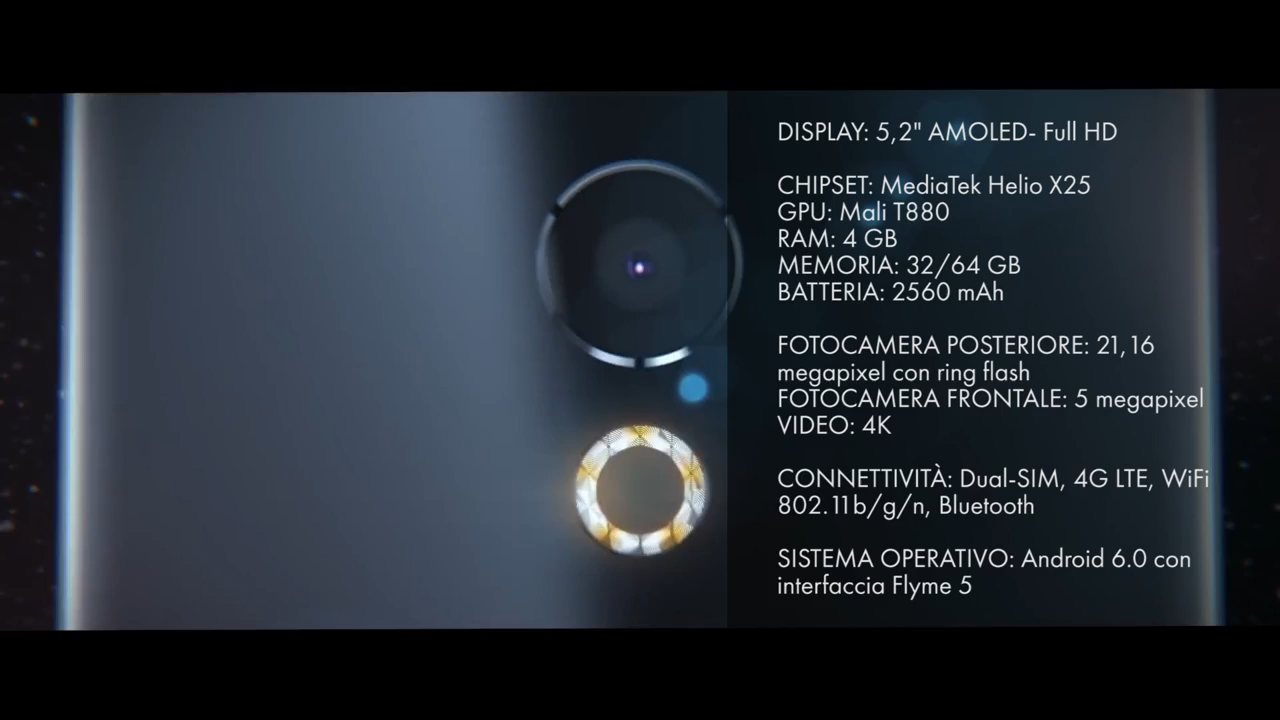 DISPLAY: 5,2" AMOLED- Full HD
CHIPSET: MediaTek Helio X25
GPU: Mali T880
RAM: 4 GB
MEMORIA: 32/64 GB
BATTERIA: 2560 mAh
FOTOCAMERA POSTERIORE: 21,16
megapixel con ring flash
FOTOCAMERA FRONTALE: 5 megapixel
VIDEO: 4K
CONNETTIVITÀ: Dual-SIM, 4G LTE, WiFi
802.11b/g/n, Bluetooth
SISTEMA OPERATIVO: Android 6.0 con
interfaccia Flyme 5